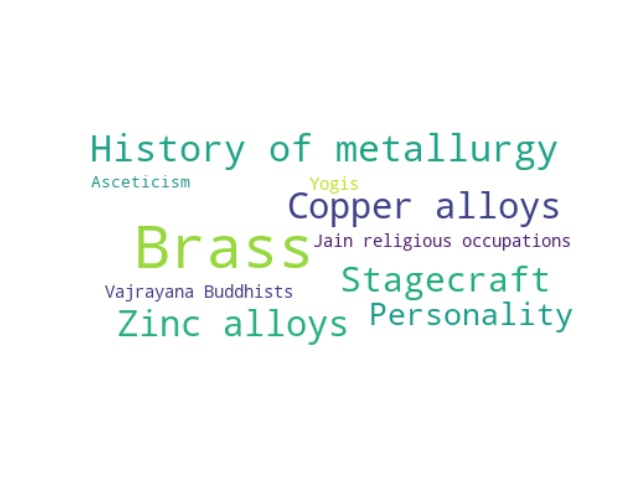 History of metallurgy
Asceticism
Yogis
Copper alloys
Brass
Jain religious occupations
Stagecraft
Vajrayana Buddhists
Zinc alloys
Personality